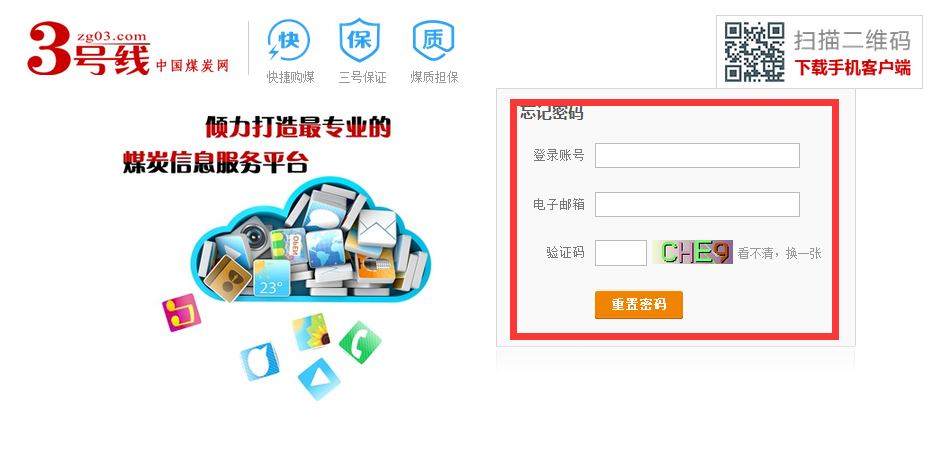 3号线
zg03.com
中国煤炭网
快
快捷购煤
保
三号保证
质
煤质担保
扫描二维码
下载手机客户端
倾力打造最专业的
煤炭信息服务平台
23°
忘记密码
登录账号
电子邮箱
验证码
CHE9
看不清，换一张
重置密码